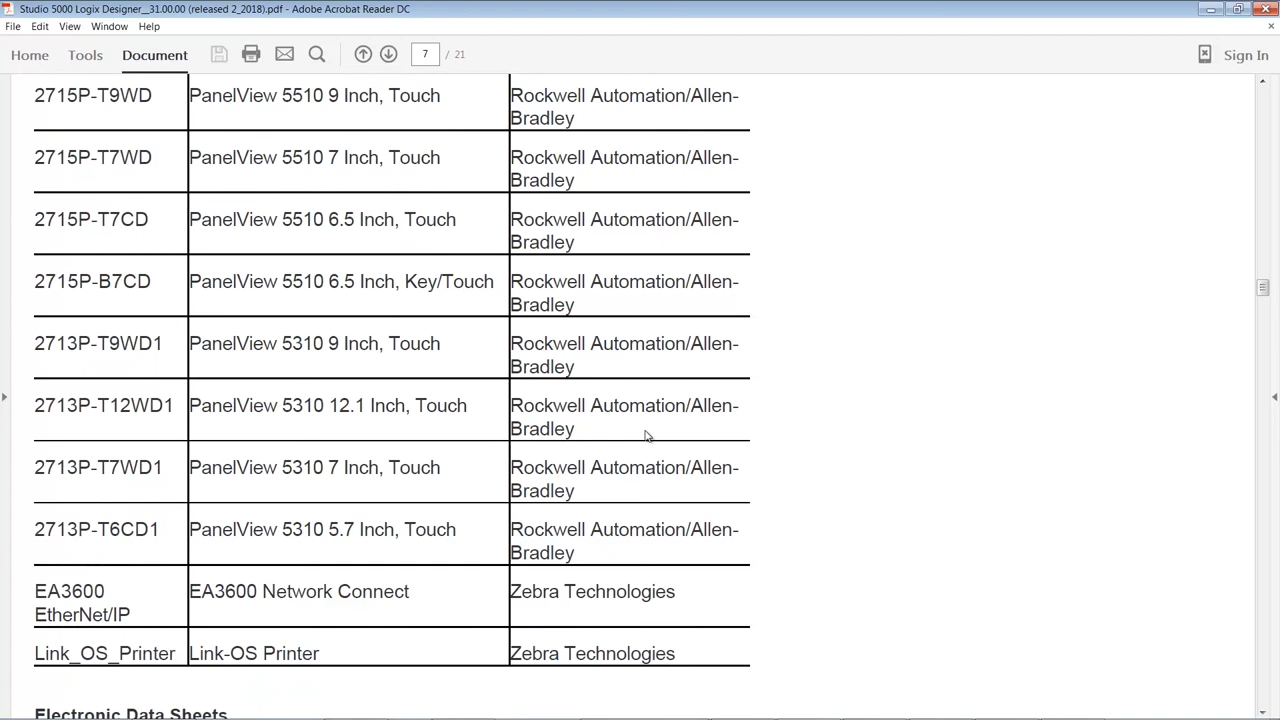 Studio 5000 Logix Designer__31.00.00 (released 2_2018).pdf - Adobe Acrobat Reader DC
File Edit View Window Help
Home Tools Document 7 / 21 Sign In
2715P-T9WD PanelView 5510 9 Inch, Touch Rockwell Automation/Allen-
Bradley
2715P-T7WD PanelView 5510 7 Inch, Touch Rockwell Automation/Allen-
Bradley
2715P-T7CD PanelView 5510 6.5 Inch, Touch Rockwell Automation/Allen-
Bradley
2715P-B7CD PanelView 5510 6.5 Inch, Key/Touch Rockwell Automation/Allen-
Bradley
2713P-T9WD1 PanelView 5310 9 Inch, Touch Rockwell Automation/Allen-
Bradley
2713P-T12WD1 PanelView 5310 12.1 Inch, Touch Rockwell Automation/Allen-
Bradley
2713P-T7WD1 PanelView 5310 7 Inch, Touch Rockwell Automation/Allen-
Bradley
2713P-T6CD1 PanelView 5310 5.7 Inch, Touch Rockwell Automation/Allen-
Bradley
EA3600 EA3600 Network Connect Zebra Technologies
EtherNet/IP
Link_OS_Printer Link-OS Printer Zebra Technologies
Electronic Data Sheets